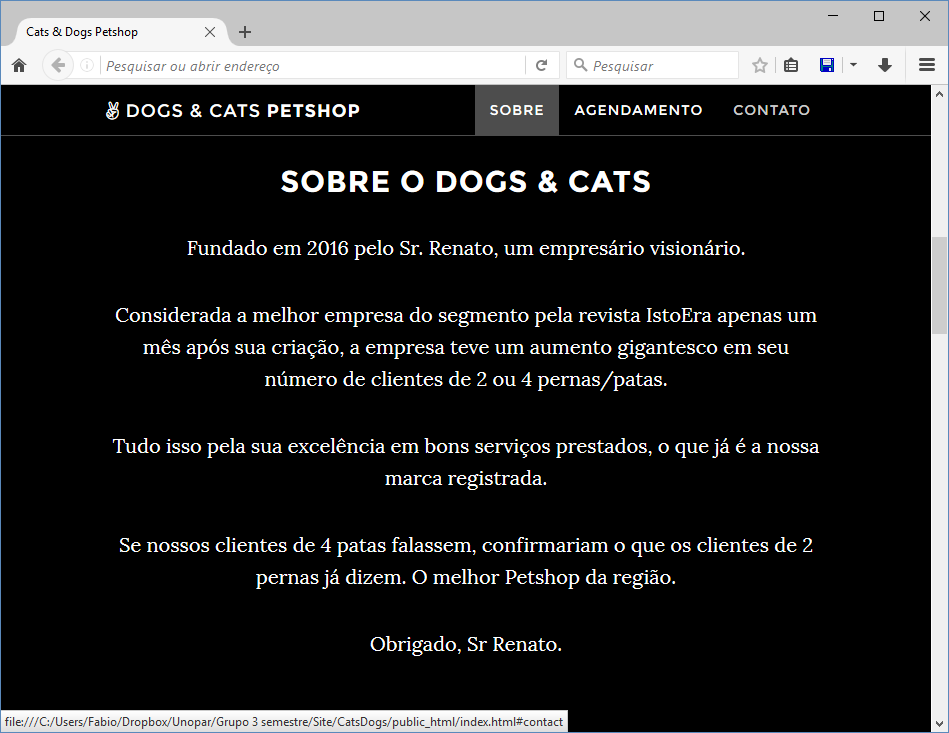 Cats & Dogs Petshop
Pesquisar ou abrir endereço
Pesquisar
DOGS & CATS PETSHOP
SOBRE
AGENDAMENTO
CONTATO
SOBRE O DOGS & CATS
Fundado em 2016 pelo Sr. Renato, um empresário visionário.
Considerada a melhor empresa do segmento pela revista IstoEra apenas um
mês após sua criação, a empresa teve um aumento gigantesco em seu
número de clientes de 2 ou 4 pernas/patas.
Tudo isso pela sua excelência em bons serviços prestados, o que já é a nossa
marca registrada.
Se nossos clientes de 4 patas falassem, confirmariam o que os clientes de 2
pernas já dizem. O melhor Petshop da região.
Obrigado, Sr Renato.
file:///C:/Users/Fabio/Dropbox/Unopar/Grupo 3 semestre/Site/CatsDogs/public_html/index.html#contact